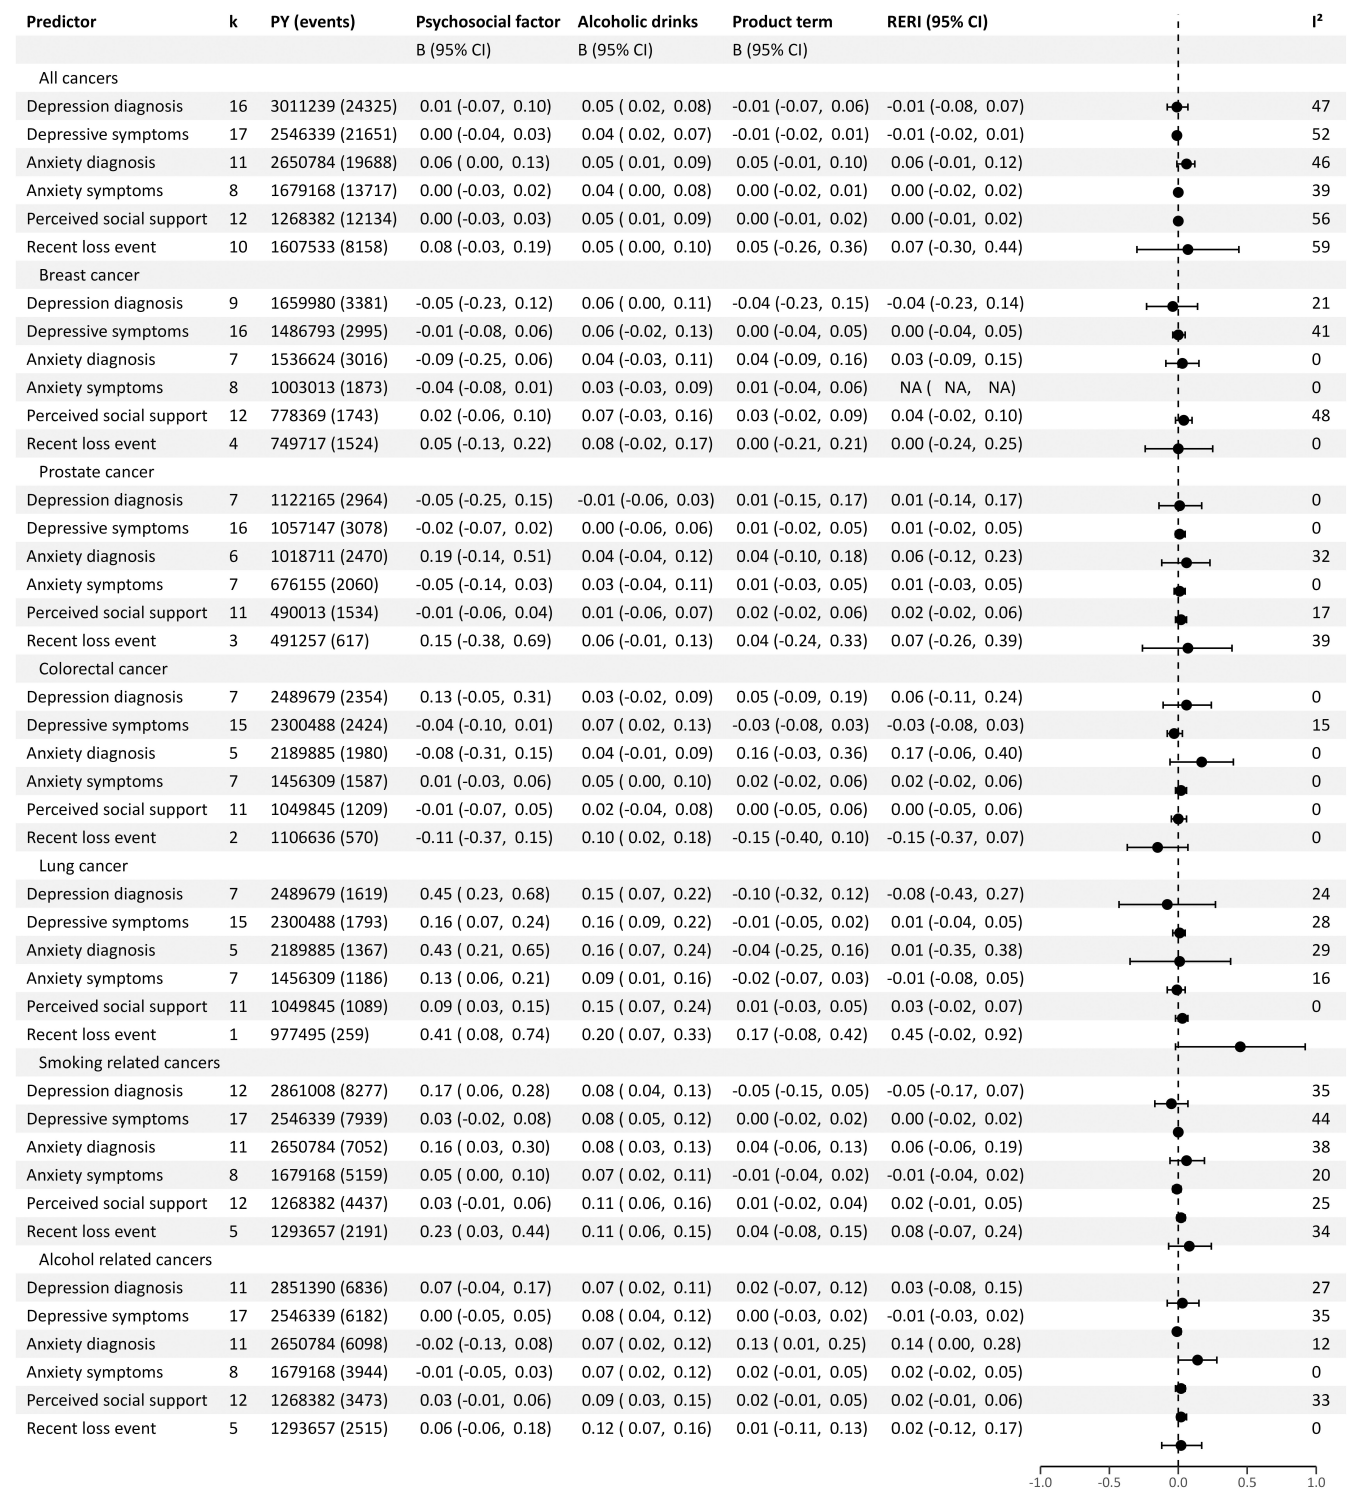 Predictor k PY (events) Psychosocial factor Alcoholic drinks Product term RERI (95% CI) I²
B (95% CI) B (95% CI) B (95% CI)
All cancers
Depression diagnosis 16 3011239 (24325) 0.01 (-0.07, 0.10) 0.05 ( 0.02, 0.08) -0.01 (-0.07, 0.06) -0.01 (-0.08, 0.07) 47
Depressive symptoms 17 2546339 (21651) 0.00 (-0.04, 0.03) 0.04 ( 0.02, 0.07) -0.01 (-0.02, 0.01) -0.01 (-0.02, 0.01) 52
Anxiety diagnosis 11 2650784 (19688) 0.06 ( 0.00, 0.13) 0.05 ( 0.01, 0.09) 0.05 (-0.01, 0.10) 0.06 (-0.01, 0.12) 46
Anxiety symptoms 8 1679168 (13717) 0.00 (-0.03, 0.02) 0.04 ( 0.00, 0.08) 0.00 (-0.02, 0.01) 0.00 (-0.02, 0.02) 39
Perceived social support 12 1268382 (12134) 0.00 (-0.03, 0.03) 0.05 ( 0.01, 0.09) 0.00 (-0.01, 0.02) 0.00 (-0.01, 0.02) 56
Recent loss event 10 1607533 (8158) 0.08 (-0.03, 0.19) 0.05 ( 0.00, 0.10) 0.05 (-0.26, 0.36) 0.07 (-0.30, 0.44) 59
Breast cancer
Depression diagnosis 9 1659980 (3381) -0.05 (-0.23, 0.12) 0.06 ( 0.00, 0.11) -0.04 (-0.23, 0.15) -0.04 (-0.23, 0.14) 21
Depressive symptoms 16 1486793 (2995) -0.01 (-0.08, 0.06) 0.06 (-0.02, 0.13) 0.00 (-0.04, 0.05) 0.00 (-0.04, 0.05) 41
Anxiety diagnosis 7 1536624 (3016) -0.09 (-0.25, 0.06) 0.04 (-0.03, 0.11) 0.04 (-0.09, 0.16) 0.03 (-0.09, 0.15) 0
Anxiety symptoms 8 1003013 (1873) -0.04 (-0.08, 0.01) 0.03 (-0.03, 0.09) 0.01 (-0.04, 0.06) NA ( NA, NA) 0
Perceived social support 12 778369 (1743) 0.02 (-0.06, 0.10) 0.07 (-0.03, 0.16) 0.03 (-0.02, 0.09) 0.04 (-0.02, 0.10) 48
Recent loss event 4 749717 (1524) 0.05 (-0.13, 0.22) 0.08 (-0.02, 0.17) 0.00 (-0.21, 0.21) 0.00 (-0.24, 0.25) 0
Prostate cancer
Depression diagnosis 7 1122165 (2964) -0.05 (-0.25, 0.15) -0.01 (-0.06, 0.03) 0.01 (-0.15, 0.17) 0.01 (-0.14, 0.17) 0
Depressive symptoms 16 1057147 (3078) -0.02 (-0.07, 0.02) 0.00 (-0.06, 0.06) 0.01 (-0.02, 0.05) 0.01 (-0.02, 0.05) 0
Anxiety diagnosis 6 1018711 (2470) 0.19 (-0.14, 0.51) 0.04 (-0.04, 0.12) 0.04 (-0.10, 0.18) 0.06 (-0.12, 0.23) 32
Anxiety symptoms 7 676155 (2060) -0.05 (-0.14, 0.03) 0.03 (-0.04, 0.11) 0.01 (-0.03, 0.05) 0.01 (-0.03, 0.05) 0
Perceived social support 11 490013 (1534) -0.01 (-0.06, 0.04) 0.01 (-0.06, 0.07) 0.02 (-0.02, 0.06) 0.02 (-0.02, 0.06) 17
Recent loss event 3 491257 (617) 0.15 (-0.38, 0.69) 0.06 (-0.01, 0.13) 0.04 (-0.24, 0.33) 0.07 (-0.26, 0.39) 39
Colorectal cancer
Depression diagnosis 7 2489679 (2354) 0.13 (-0.05, 0.31) 0.03 (-0.02, 0.09) 0.05 (-0.09, 0.19) 0.06 (-0.11, 0.24) 0
Depressive symptoms 15 2300488 (2424) -0.04 (-0.10, 0.01) 0.07 ( 0.02, 0.13) -0.03 (-0.08, 0.03) -0.03 (-0.08, 0.03) 15
Anxiety diagnosis 5 2189885 (1980) -0.08 (-0.31, 0.15) 0.04 (-0.01, 0.09) 0.16 (-0.03, 0.36) 0.17 (-0.06, 0.40) 0
Anxiety symptoms 7 1456309 (1587) 0.01 (-0.03, 0.06) 0.05 ( 0.00, 0.10) 0.02 (-0.02, 0.06) 0.02 (-0.02, 0.06) 0
Perceived social support 11 1049845 (1209) -0.01 (-0.07, 0.05) 0.02 (-0.04, 0.08) 0.00 (-0.05, 0.06) 0.00 (-0.05, 0.06) 0
Recent loss event 2 1106636 (570) -0.11 (-0.37, 0.15) 0.10 ( 0.02, 0.18) -0.15 (-0.40, 0.10) -0.15 (-0.37, 0.07) 0
Lung cancer
Depression diagnosis 7 2489679 (1619) 0.45 ( 0.23, 0.68) 0.15 ( 0.07, 0.22) -0.10 (-0.32, 0.12) -0.08 (-0.43, 0.27) 24
Depressive symptoms 15 2300488 (1793) 0.16 ( 0.07, 0.24) 0.16 ( 0.09, 0.22) -0.01 (-0.05, 0.02) 0.01 (-0.04, 0.05) 28
Anxiety diagnosis 5 2189885 (1367) 0.43 ( 0.21, 0.65) 0.16 ( 0.07, 0.24) -0.04 (-0.25, 0.16) 0.01 (-0.35, 0.38) 29
Anxiety symptoms 7 1456309 (1186) 0.13 ( 0.06, 0.21) 0.09 ( 0.01, 0.16) -0.02 (-0.07, 0.03) -0.01 (-0.08, 0.05) 16
Perceived social support 11 1049845 (1089) 0.09 ( 0.03, 0.15) 0.15 ( 0.07, 0.24) 0.01 (-0.03, 0.05) 0.03 (-0.02, 0.07) 0
Recent loss event 1 977495 (259) 0.41 ( 0.08, 0.74) 0.20 ( 0.07, 0.33) 0.17 (-0.08, 0.42) 0.45 (-0.02, 0.92)
Smoking related cancers
Depression diagnosis 12 2861008 (8277) 0.17 ( 0.06, 0.28) 0.08 ( 0.04, 0.13) -0.05 (-0.15, 0.05) -0.05 (-0.17, 0.07) 35
Depressive symptoms 17 2546339 (7939) 0.03 (-0.02, 0.08) 0.08 ( 0.05, 0.12) 0.00 (-0.02, 0.02) 0.00 (-0.02, 0.02) 44
Anxiety diagnosis 11 2650784 (7052) 0.16 ( 0.03, 0.30) 0.08 ( 0.03, 0.13) 0.04 (-0.06, 0.13) 0.06 (-0.06, 0.19) 38
Anxiety symptoms 8 1679168 (5159) 0.05 ( 0.00, 0.10) 0.07 ( 0.02, 0.11) -0.01 (-0.04, 0.02) -0.01 (-0.04, 0.02) 20
Perceived social support 12 1268382 (4437) 0.03 (-0.01, 0.06) 0.11 ( 0.06, 0.16) 0.01 (-0.02, 0.04) 0.02 (-0.01, 0.05) 25
Recent loss event 5 1293657 (2191) 0.23 ( 0.03, 0.44) 0.11 ( 0.06, 0.15) 0.04 (-0.08, 0.15) 0.08 (-0.07, 0.24) 34
Alcohol related cancers
Depression diagnosis 11 2851390 (6836) 0.07 (-0.04, 0.17) 0.07 ( 0.02, 0.11) 0.02 (-0.07, 0.12) 0.03 (-0.08, 0.15) 27
Depressive symptoms 17 2546339 (6182) 0.00 (-0.05, 0.05) 0.08 ( 0.04, 0.12) 0.00 (-0.03, 0.02) -0.01 (-0.03, 0.02) 35
Anxiety diagnosis 11 2650784 (6098) -0.02 (-0.13, 0.08) 0.07 ( 0.02, 0.12) 0.13 ( 0.01, 0.25) 0.14 ( 0.00, 0.28) 12
Anxiety symptoms 8 1679168 (3944) -0.01 (-0.05, 0.03) 0.07 ( 0.02, 0.12) 0.02 (-0.01, 0.05) 0.02 (-0.02, 0.05) 0
Perceived social support 12 1268382 (3473) 0.03 (-0.01, 0.06) 0.09 ( 0.03, 0.15) 0.02 (-0.01, 0.05) 0.02 (-0.01, 0.06) 33
Recent loss event 5 1293657 (2515) 0.06 (-0.06, 0.18) 0.12 ( 0.07, 0.16) 0.01 (-0.11, 0.13) 0.02 (-0.12, 0.17) 0
-1.0 -0.5 0.0 0.5 1.0